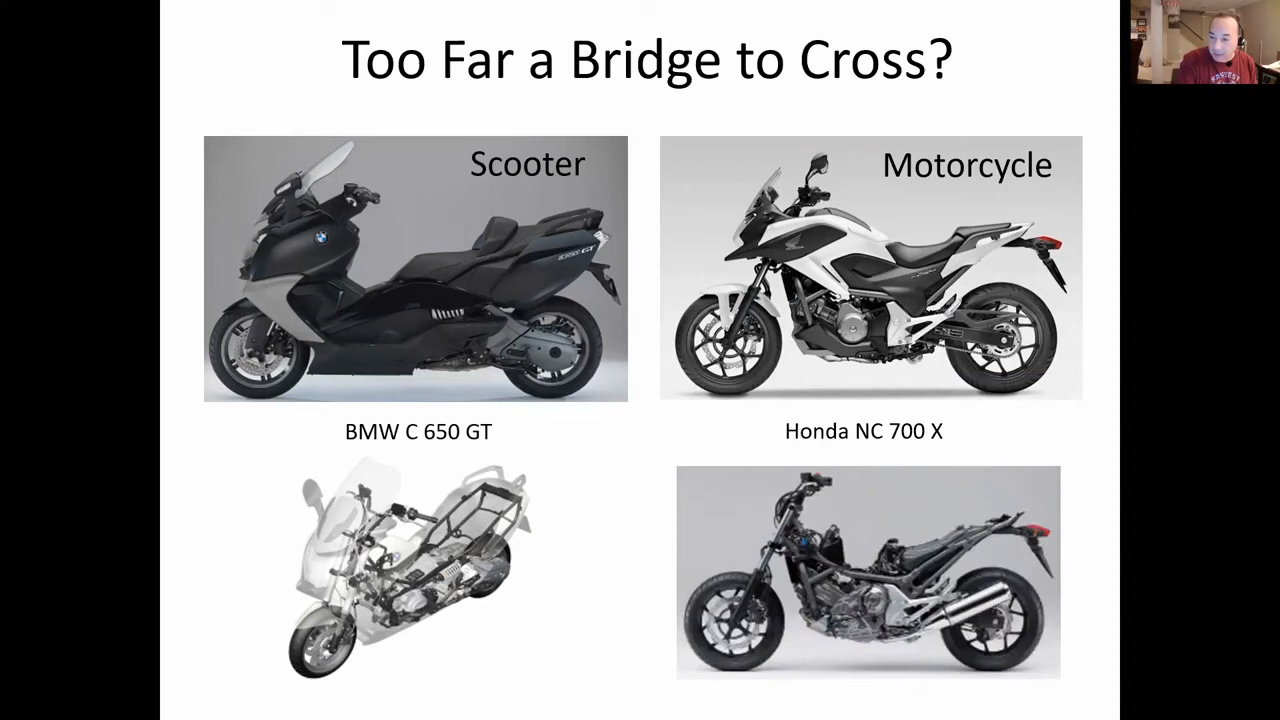 Too Far a Bridge to Cross?
Scooter
Motorcycle
BMW C 650 GT
Honda NC 700 X